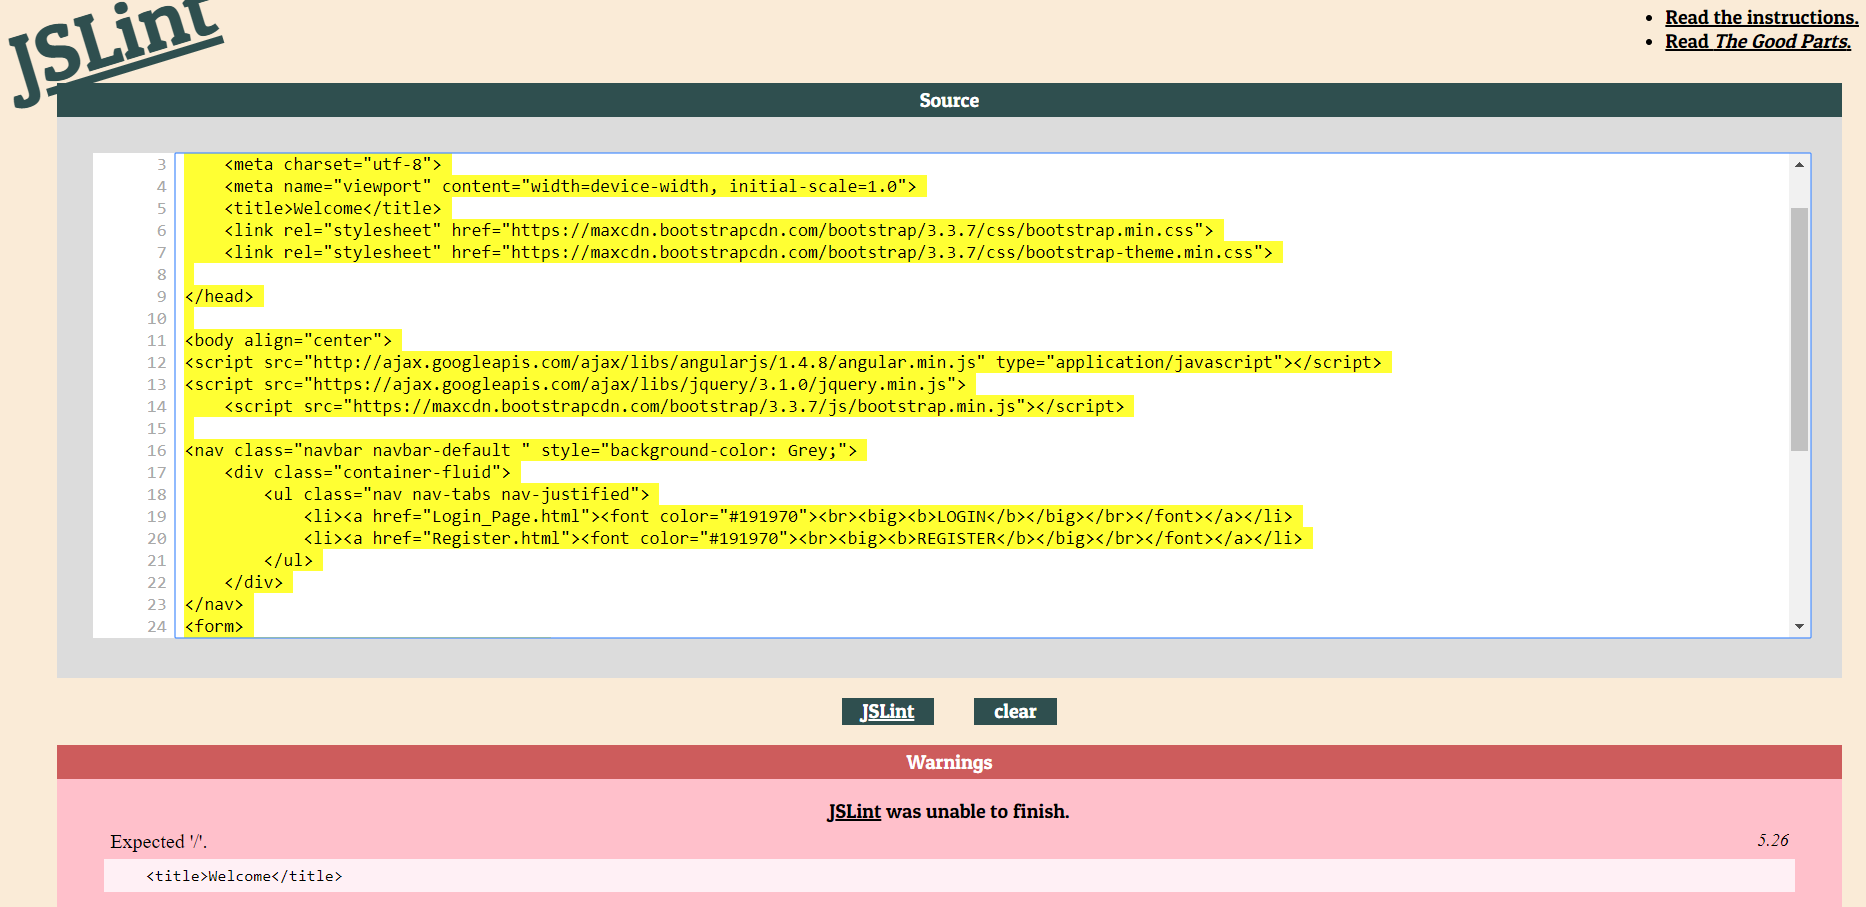 JSLint
Read the instructions.
Read The Good Parts.
Source
3 <meta charset="utf-8">
4 <meta name="viewport" content="width=device-width, initial-scale=1.0">
5 <title>Welcome</title>
6 <link rel="stylesheet" href="https://maxcdn.bootstrapcdn.com/bootstrap/3.3.7/css/bootstrap.min.css">
7 <link rel="stylesheet" href="https://maxcdn.bootstrapcdn.com/bootstrap/3.3.7/css/bootstrap-theme.min.css">
8
9 </head>
10
11 <body align="center">
12 <script src="http://ajax.googleapis.com/ajax/libs/angularjs/1.4.8/angular.min.js" type="application/javascript"></script>
13 <script src="https://ajax.googleapis.com/ajax/libs/jquery/3.1.0/jquery.min.js">
14 <script src="https://maxcdn.bootstrapcdn.com/bootstrap/3.3.7/js/bootstrap.min.js"></script>
15
16 <nav class="navbar navbar-default " style="background-color: Grey;">
17 <div class="container-fluid">
18 <ul class="nav nav-tabs nav-justified">
19 <li><a href="Login_Page.html"><font color="#191970"><br><big><b>LOGIN</b></big></br></font></a></li>
20 <li><a href="Register.html"><font color="#191970"><br><big><b>REGISTER</b></big></br></font></a></li>
21 </ul>
22 </div>
23 </nav>
24 <form>
JSLint clear
Warnings
JSLint was unable to finish.
Expected '/'. 5.26
<title>Welcome</title>